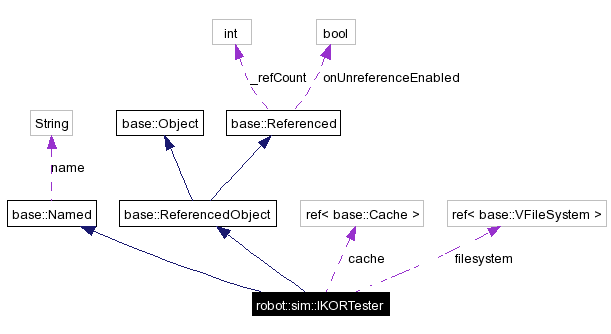 int
bool
_refCount
onUnreferenceEnabled
String
base::Object
base::Referenced
name
base::Named
base::ReferencedObject
ref< base::Cache >
ref< base::VFileSystem >
cache
filesystem
robot::sim::IKORTester